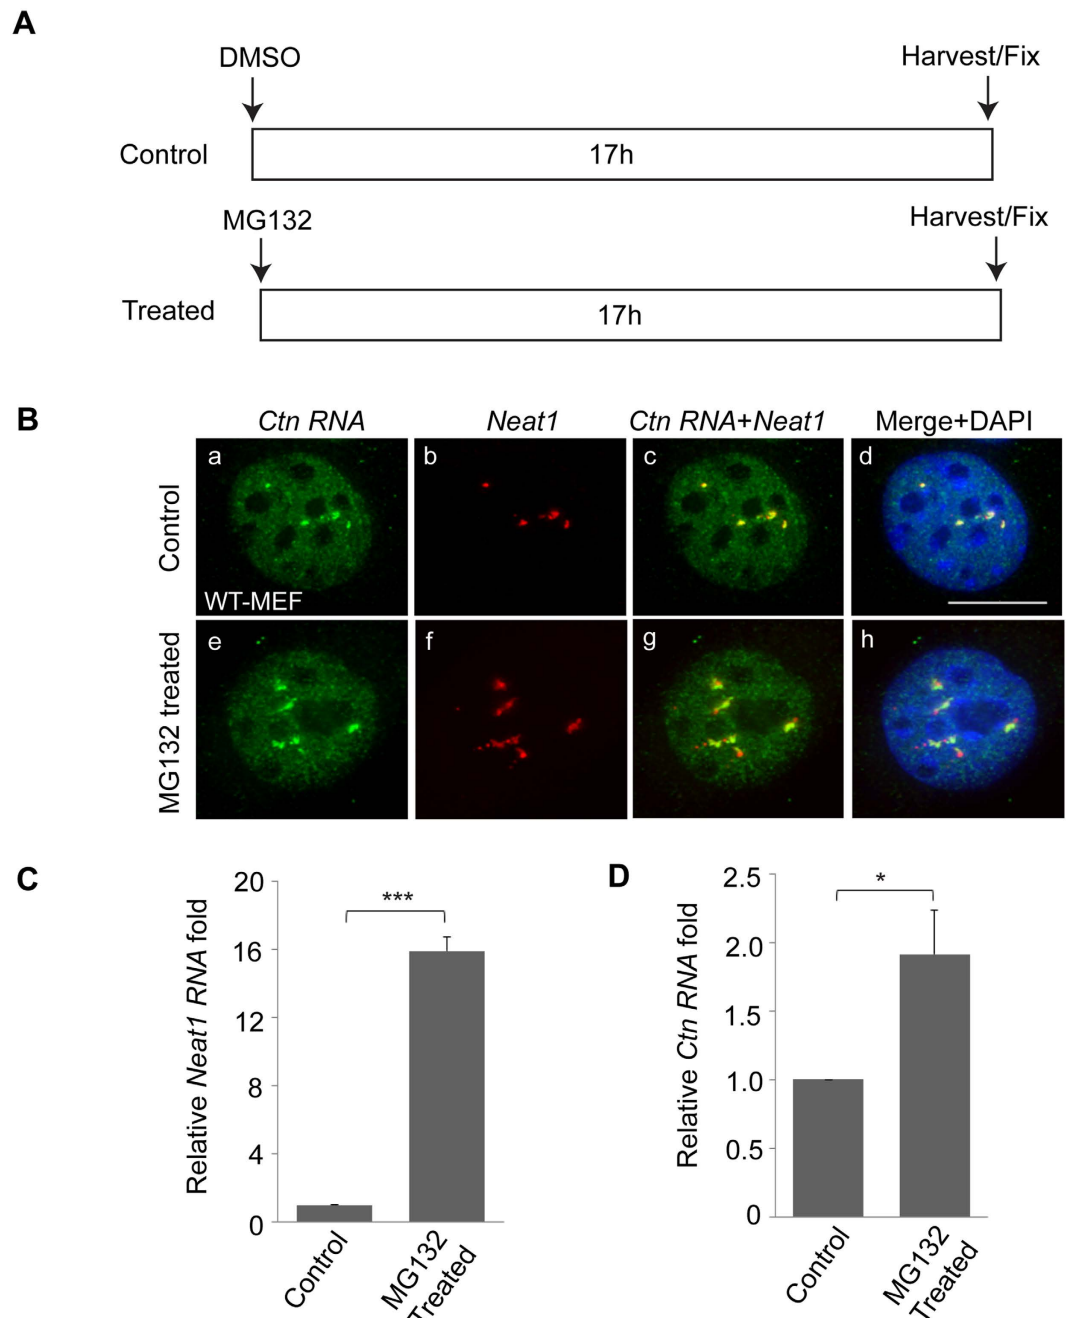 A
DMSO
Harvest/Fix
Control
17h
MG132
Harvest/Fix
Treated
17h
B
Ctn RNA
Neat1
Ctn RNA+Neat1
Merge+DAPI
Control
a
b
c
d
WT-MEF
MG132 treated
e
f
g
h
C
Relative Neat1 RNA fold
20
16
12
8
4
0
***
Control
MG132
Treated
D
Relative Ctn RNA fold
2.5
2.0
1.5
1.0
0.5
0
*
Control
MG132
Treated